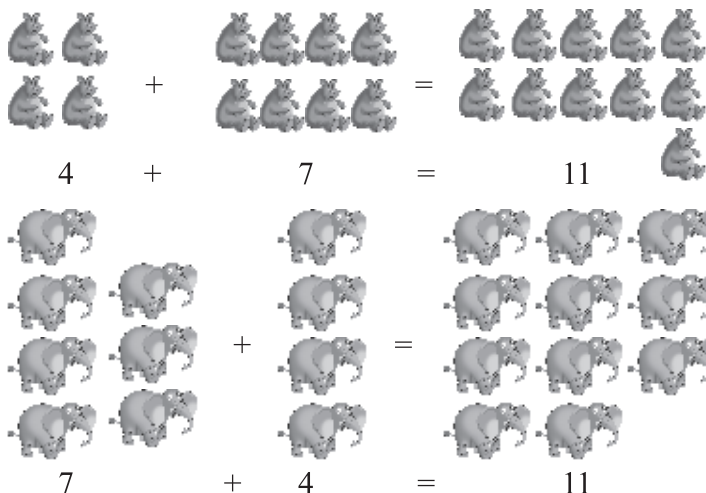 + =
4 + 7 = 11
+ =
7 + 4 = 11